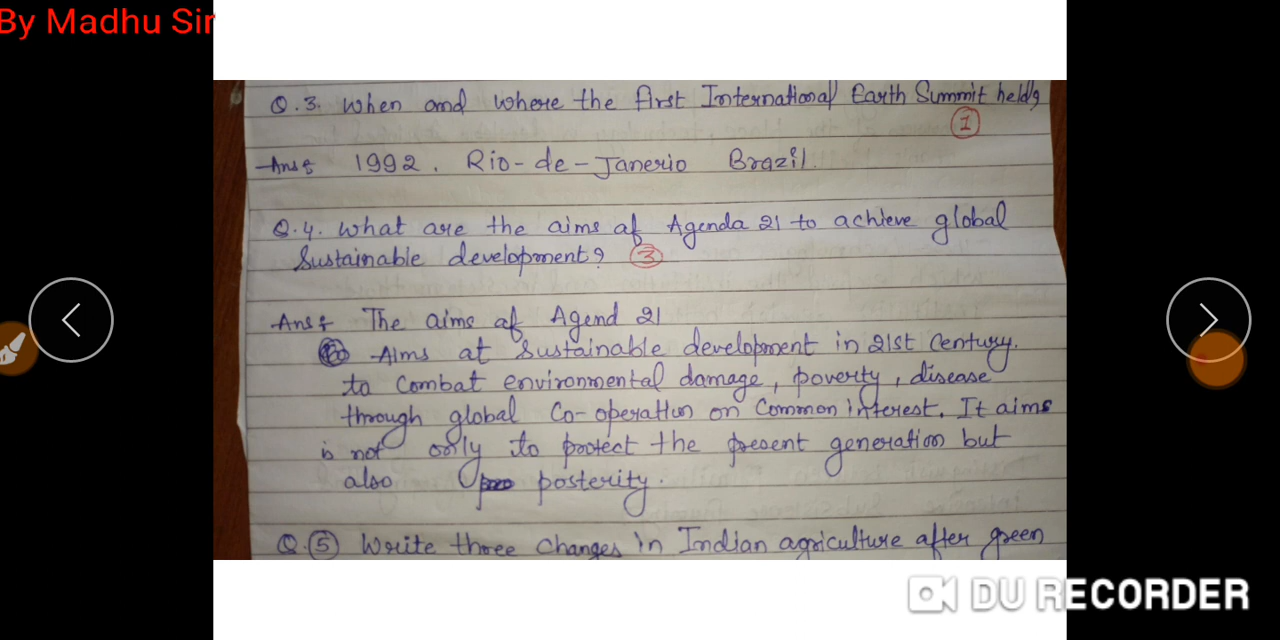 By Madhu Sir
Q.3. When and where the first International Earth Summit held?
1
Ans: 1992. Rio-de-Janerio Brazil.
Q.4. What are the aims of Agenda 21 to achieve global
Sustainable development? 3
Ans: The aims of Agend 21
Aims at Sustainable development in 21st Century.
to Combat environmental damage, poverty, disease
through global Co-operation on Common interest. It aims
is not only to protect the present generation but
also posterity.
Q.5 Write three changes in Indian agriculture after green
DU RECORDER